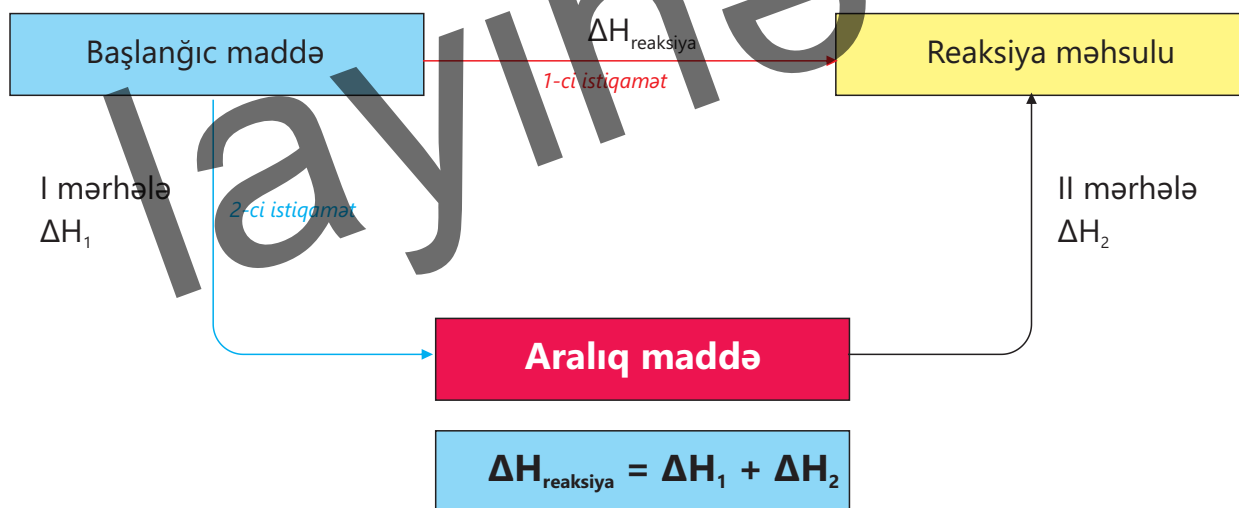 Başlanğıc maddə
ΔHreaksiya
1-ci istiqamət
Reaksiya məhsulu
I mərhələ
ΔH₁
2-ci istiqamət
II mərhələ
ΔH₂
Aralıq maddə
ΔHreaksiya = ΔH₁ + ΔH₂